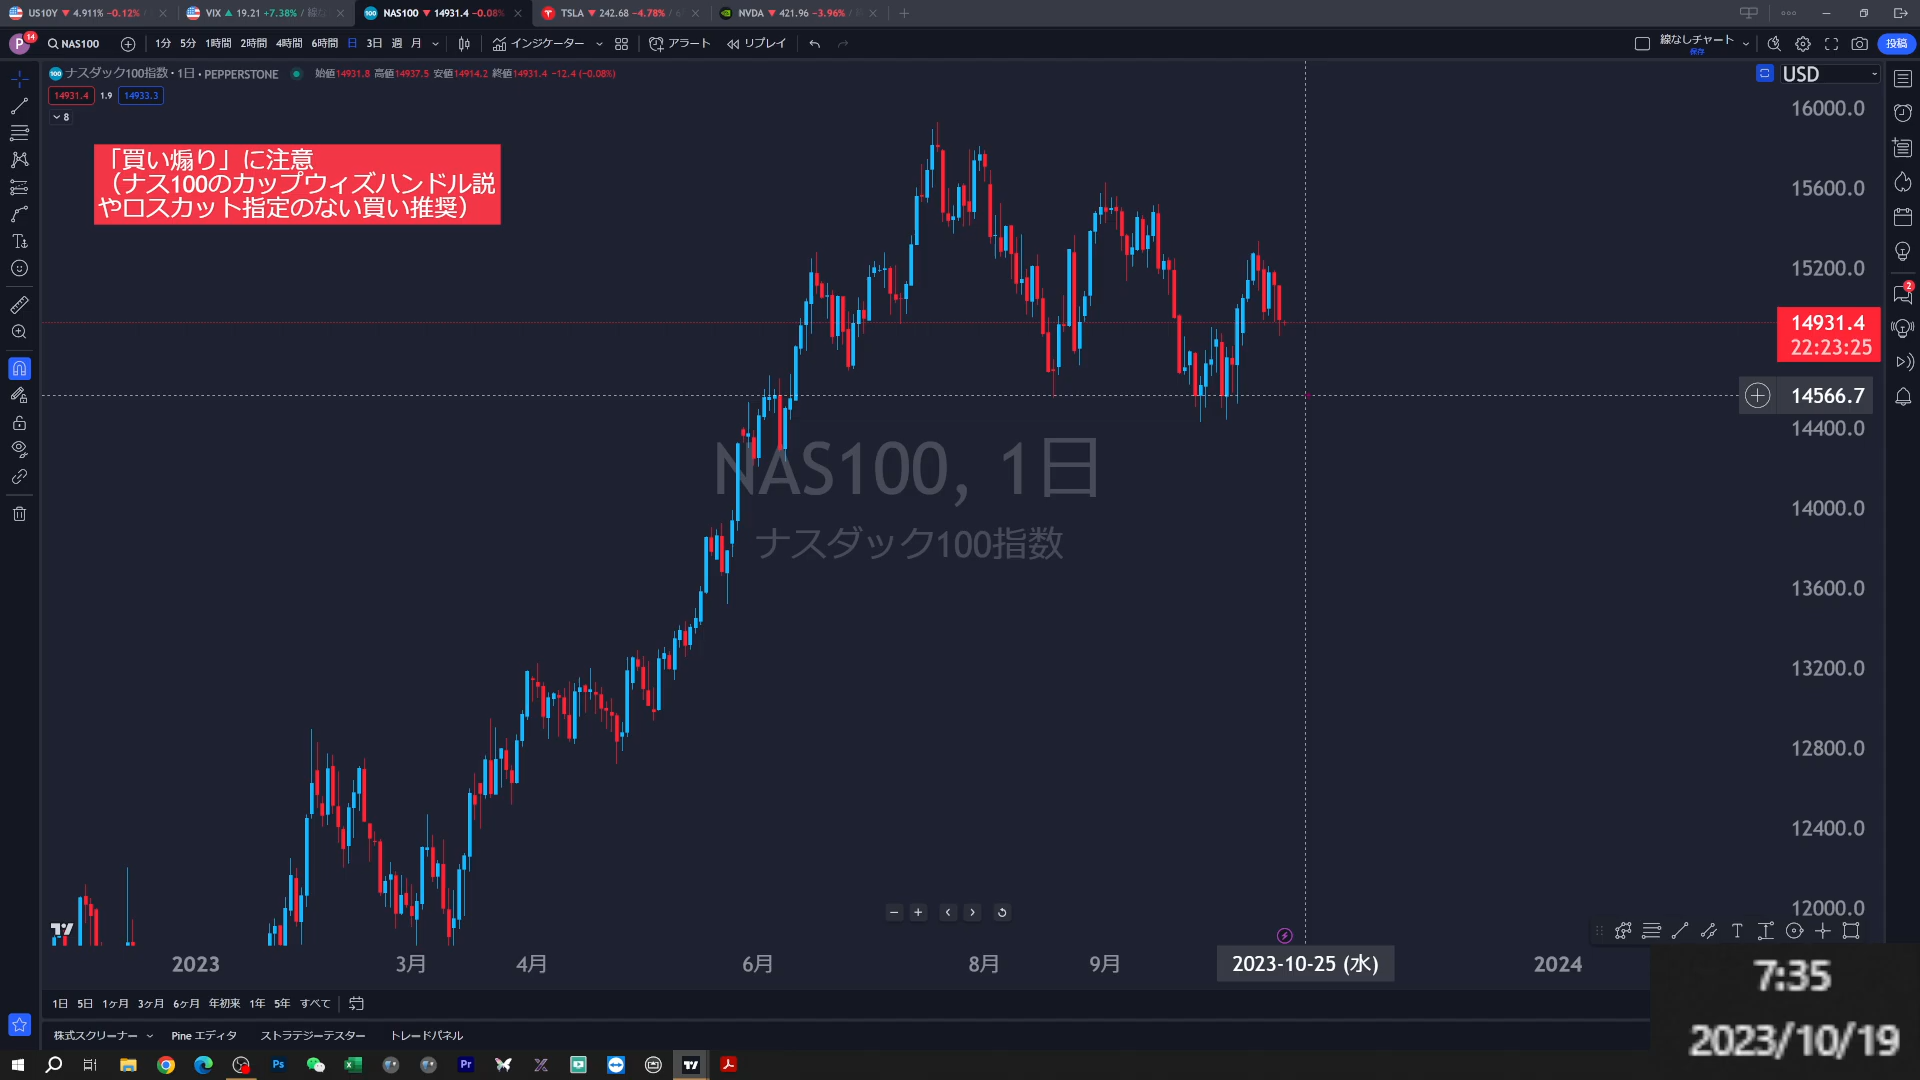 US10Y ▼ 4.911% -0.12% /
VIX ▲ 19.21 +7.38% / 線な
NAS100 ▼ 14931.4 -0.08%
TSLA ▼ 242.68 -4.78% /
NVDA ▼ 421.96 -3.96% /
P 14
NAS100
1分 5分 1時間 2時間 4時間 6時間 日 3日 週 月
インジケーター
アラート
リプレイ
線なしチャート
保存
投稿
100 ナスダック100指数・1日・PEPPERSTONE
始値14931.8 高値14937.5 安値14914.2 終値14931.4 -12.4 (-0.08%)
USD
14931.4 1.9 14933.3
8
「買い煽り」に注意
（ナス100のカップウィズハンドル説
やロスカット指定のない買い推奨）
16000.0
15600.0
15200.0
14931.4
22:23:25
14566.7
14400.0
14000.0
13600.0
13200.0
12800.0
12400.0
12000.0
2
NAS100, 1日
ナスダック100指数
2023 3月 4月 6月 8月 9月 2023-10-25 (水) 2024
1日 5日 1ヶ月 3ヶ月 6ヶ月 年初来 1年 5年 すべて
株式スクリーナー Pine エディタ ストラテジーテスター トレードパネル
7:35
2023/10/19
Ps
Pr